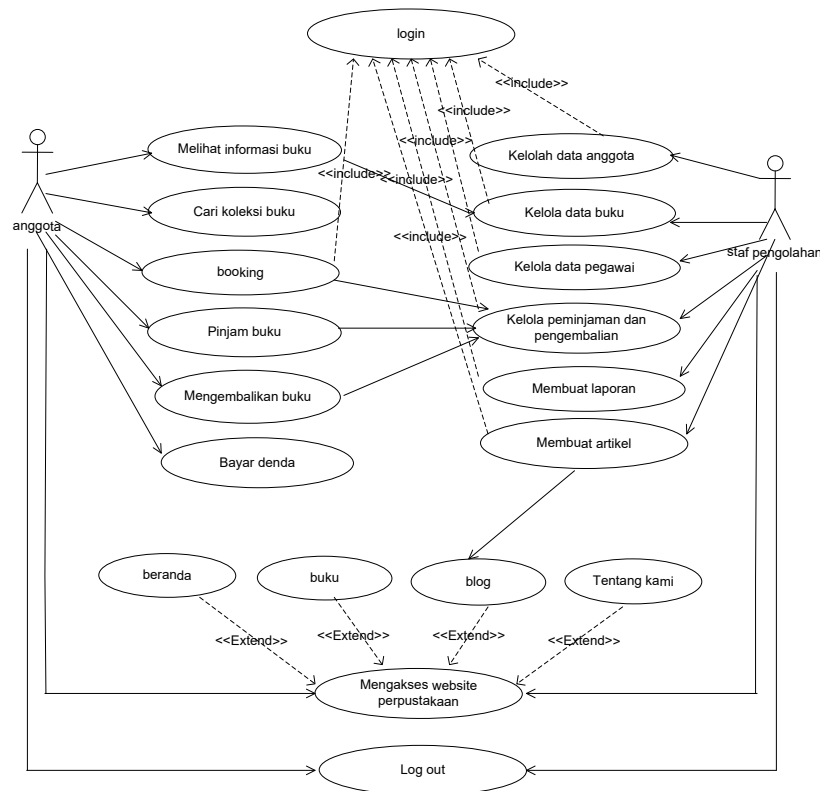 login
<<include>>
<<include>>
<<include>>
<<include>>
<<include>>
<<include>>
Melihat informasi buku
Kelolah data anggota
Cari koleksi buku
Kelola data buku
anggota
staf pengolahan
booking
Kelola data pegawai
Pinjam buku
Kelola peminjaman dan
pengembalian
Mengembalikan buku
Membuat laporan
Bayar denda
Membuat artikel
beranda
buku
blog
Tentang kami
<<Extend>>
<<Extend>>
<<Extend>>
<<Extend>>
Mengakses website
perpustakaan
Log out